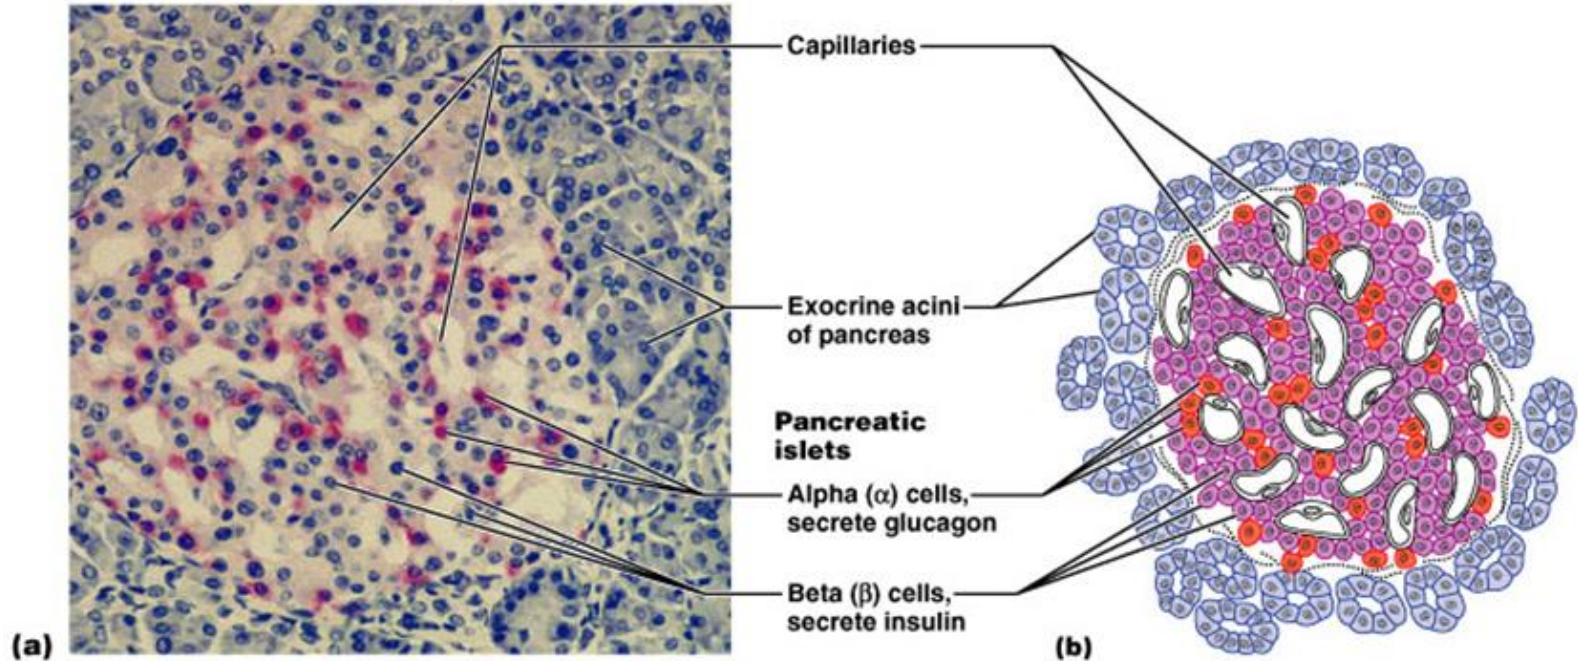 Capillaries
Exocrine acini
of pancreas
Pancreatic
islets
Alpha (α) cells,
secrete glucagon
Beta (β) cells,
secrete insulin
(a)
(b)